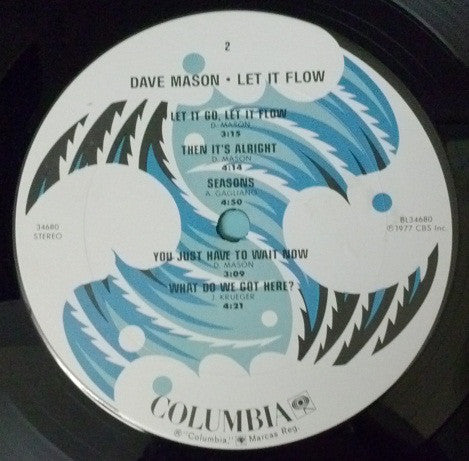 2
DAVE MASON • LET IT FLOW
LET IT GO, LET IT FLOW
D. MASON
3:15
THEN IT'S ALRIGHT
D. MASON
4:14
SEASONS
A. GAGLIANO
4:50
34680
STEREO
BL34680
℗1977 CBS Inc.
YOU JUST HAVE TO WAIT NOW
D. MASON
3:09
WHAT DO WE GOT HERE?
J. KRUEGER
4:21
COLUMBIA
® "Columbia," Marcas Reg.